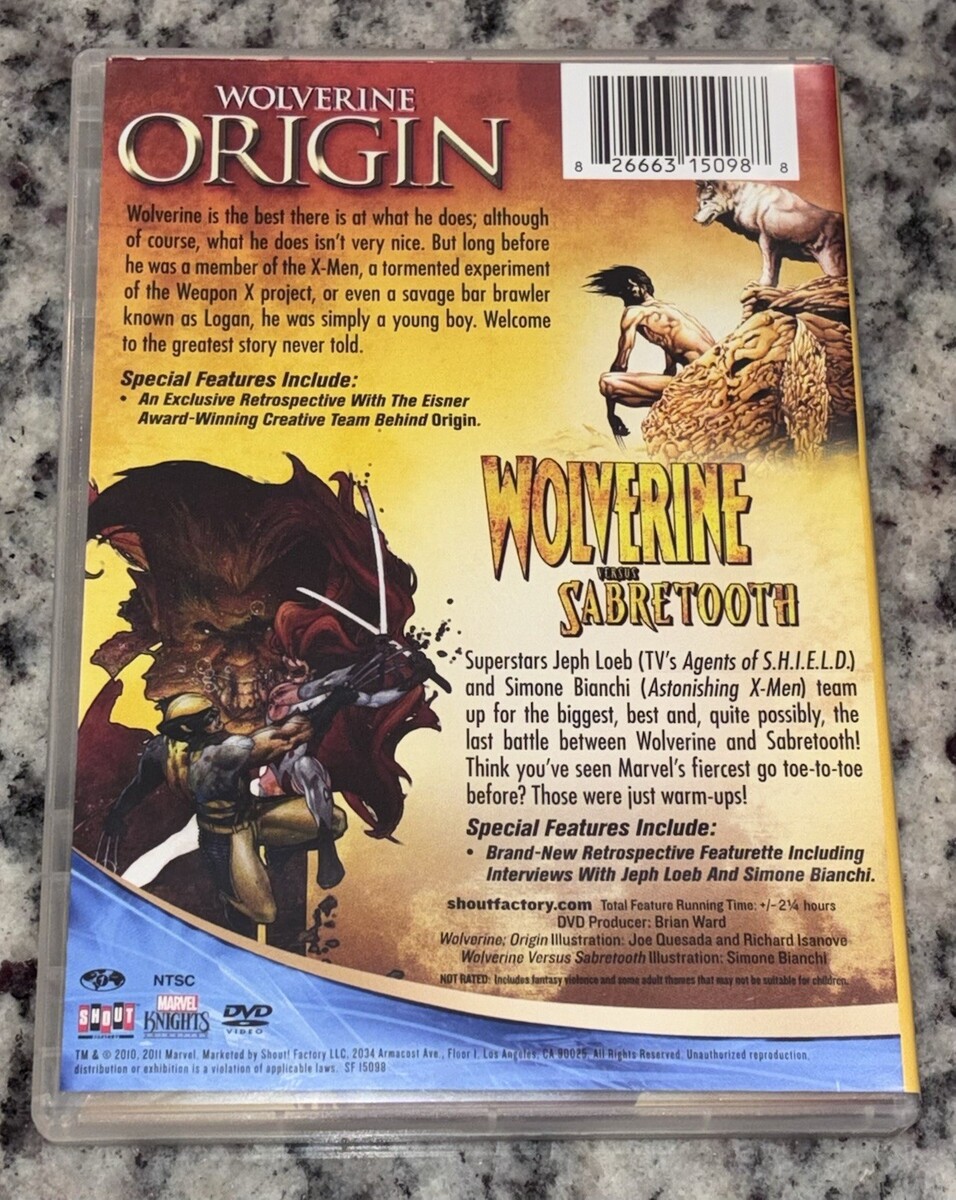 WOLVERINE
ORIGIN
8 26663 15098 8
Wolverine is the best there is at what he does; although
of course, what he does isn't very nice. But long before
he was a member of the X-Men, a tormented experiment
of the Weapon X project, or even a savage bar brawler
known as Logan, he was simply a young boy. Welcome
to the greatest story never told.
Special Features Include:
• An Exclusive Retrospective With The Eisner
Award-Winning Creative Team Behind Origin.
WOLVERINE
VERSUS
SABRETOOTH
Superstars Jeph Loeb (TV's Agents of S.H.I.E.L.D.)
and Simone Bianchi (Astonishing X-Men) team
up for the biggest, best and, quite possibly, the
last battle between Wolverine and Sabretooth!
Think you've seen Marvel's fiercest go toe-to-toe
before? Those were just warm-ups!
Special Features Include:
• Brand-New Retrospective Featurette Including
Interviews With Jeph Loeb And Simone Bianchi.
shoutfactory.com Total Feature Running Time: +/- 2¼ hours
DVD Producer: Brian Ward
Wolverine: Origin Illustration: Joe Quesada and Richard Isanove
Wolverine Versus Sabretooth Illustration: Simone Bianchi
NOT RATED: Includes fantasy violence and some adult themes that may not be suitable for children.
NTSC
SHOUT
MARVEL
KNIGHTS
DVD
VIDEO
TM & © 2010, 2011 Marvel. Marketed by Shout! Factory LLC, 2034 Armacost Ave., Floor 1, Los Angeles, CA 90025. All Rights Reserved. Unauthorized reproduction,
distribution or exhibition is a violation of applicable laws. SF 15098